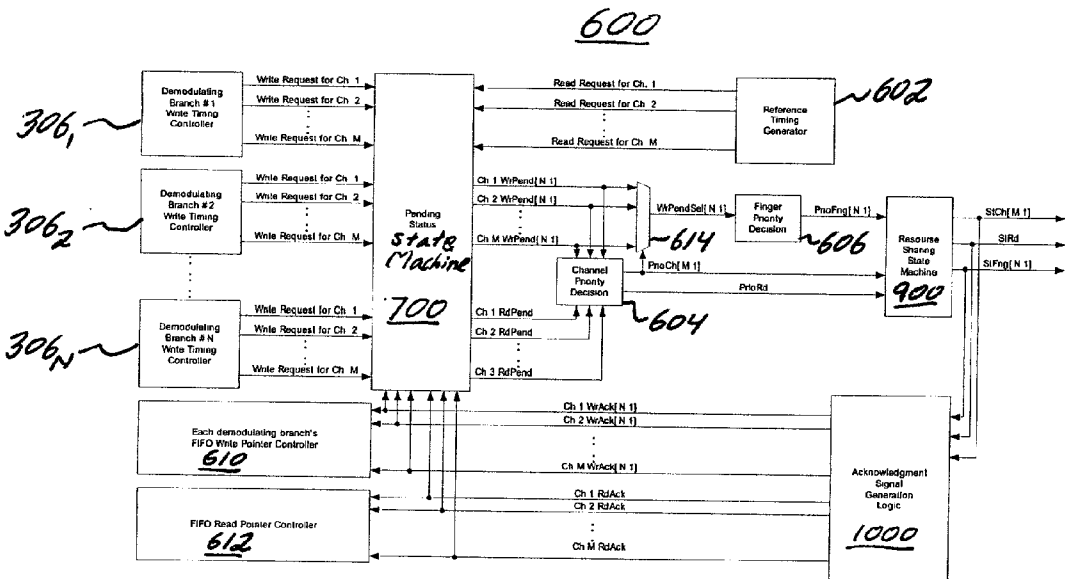 600
Demodulating
Branch # 1
Write Timing
Controller
306₁
Write Request for Ch 1
Write Request for Ch 2
Write Request for Ch M
Read Request for Ch. 1
Read Request for Ch 2
Read Request for Ch M
Reference
Timing
Generator
602
Demodulating
Branch # 2
Write Timing
Controller
306₂
Write Request for Ch 1
Write Request for Ch 2
Write Request for Ch M
Pending
Status
State
Machine
700
Ch 1 WrPend[N 1]
Ch 2 WrPend[N 1]
Ch M WrPend[N 1]
614
WrPendSel[N 1]
Finger
Priority
Decision
606
PrioFng[N 1]
Resourse
Sharing
State
Machine
900
StCh[M 1]
StRd
StFng[N 1]
Channel
Priority
Decision
604
PrioCh[M 1]
PrioRd
Demodulating
Branch # N
Write Timing
Controller
306N
Write Request for Ch 1
Write Request for Ch 2
Write Request for Ch M
Ch 1 RdPend
Ch 2 RdPend
Ch 3 RdPend
Each demodulating branch's
FIFO Write Pointer Controller
610
Ch 1 WrAck[N 1]
Ch 2 WrAck[N 1]
Ch M WrAck[N 1]
FIFO Read Pointer Controller
612
Ch 1 RdAck
Ch 2 RdAck
Ch M RdAck
Acknowledgment
Signal
Generation
Logic
1000